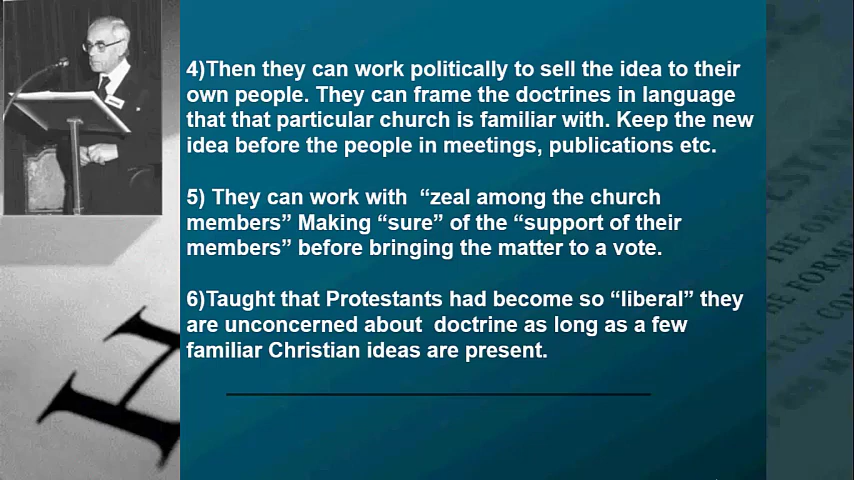 4)Then they can work politically to sell the idea to their
own people. They can frame the doctrines in language
that that particular church is familiar with. Keep the new
idea before the people in meetings, publications etc.
5) They can work with “zeal among the church
members” Making “sure” of the “support of their
members” before bringing the matter to a vote.
6)Taught that Protestants had become so “liberal” they
are unconcerned about doctrine as long as a few
familiar Christian ideas are present.
H
THE ORIG